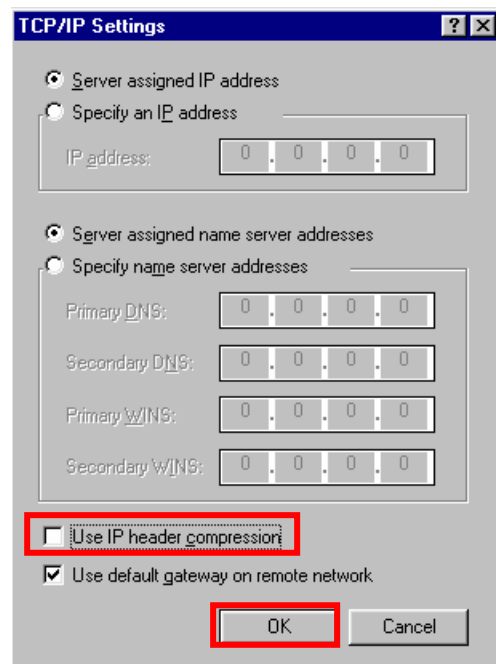 TCP/IP Settings
Server assigned IP address
Specify an IP address
IP address: 0 . 0 . 0 . 0
Server assigned name server addresses
Specify name server addresses
Primary DNS: 0 . 0 . 0 . 0
Secondary DNS: 0 . 0 . 0 . 0
Primary WINS: 0 . 0 . 0 . 0
Secondary WINS: 0 . 0 . 0 . 0
Use IP header compression
Use default gateway on remote network
OK Cancel